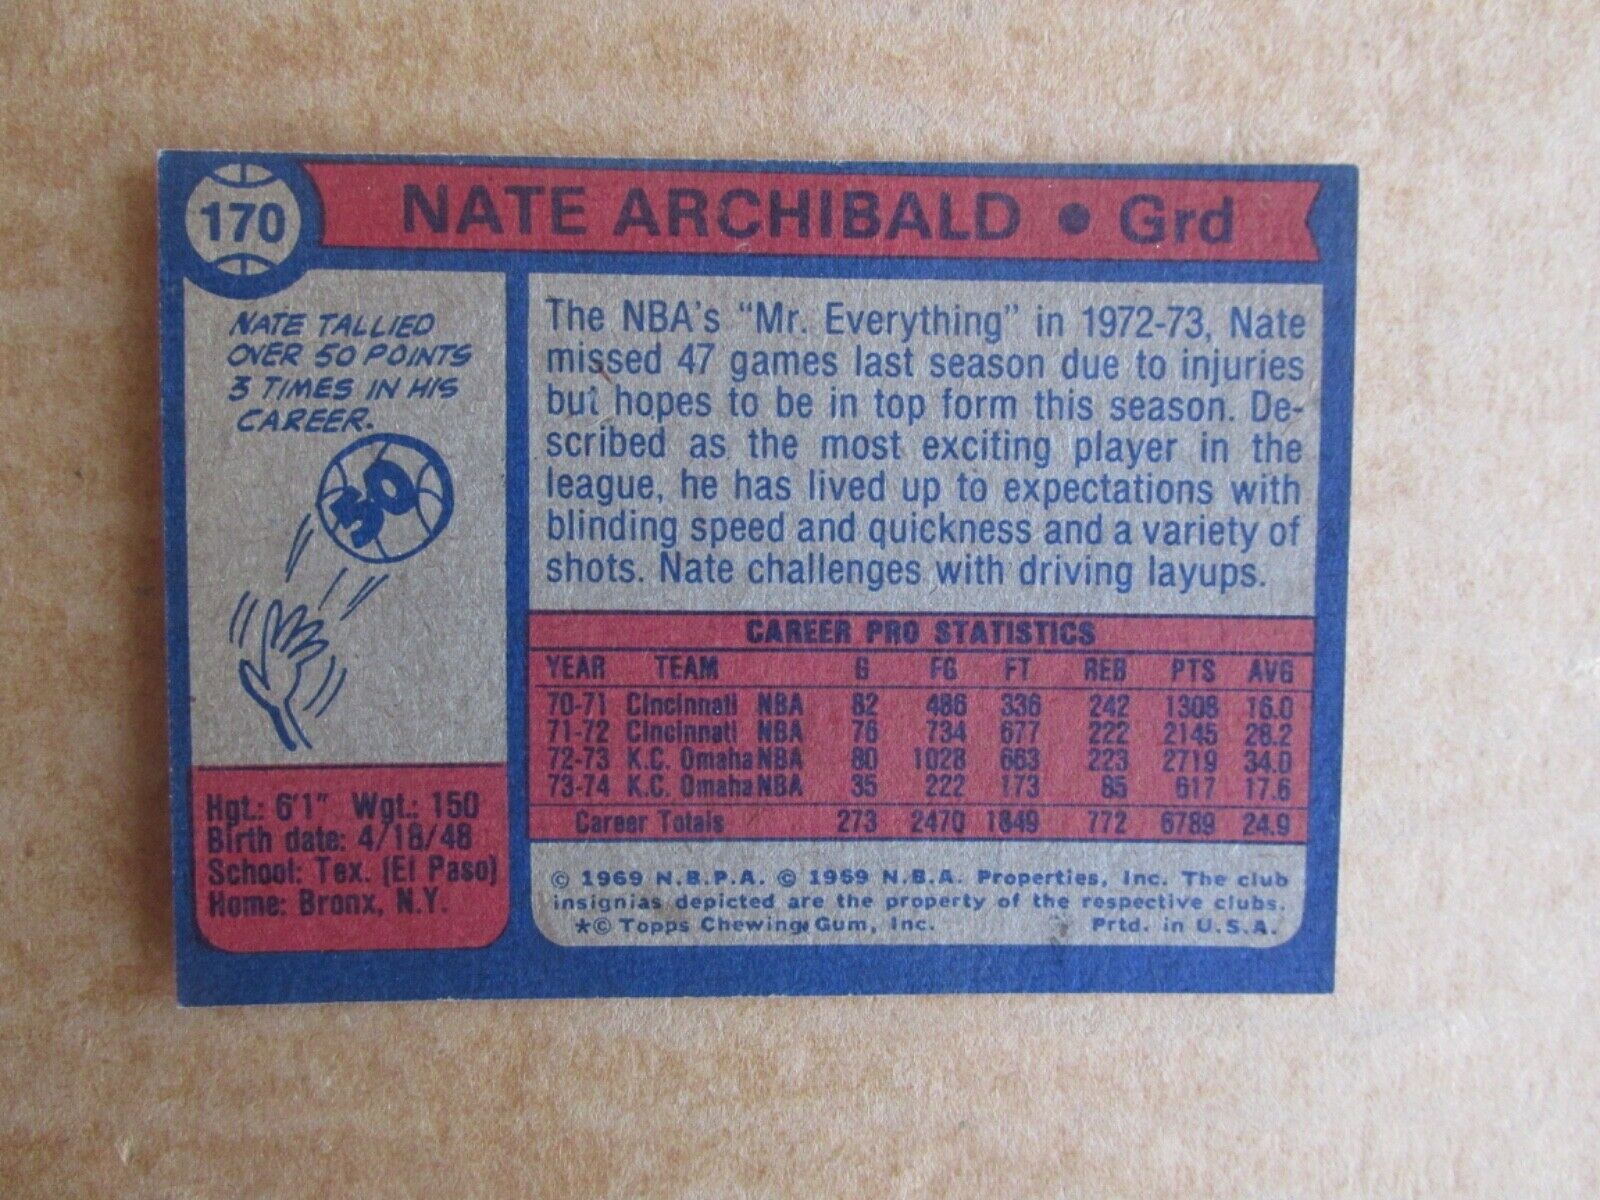 170
NATE ARCHIBALD • Grd
NATE TALLIED
OVER 50 POINTS
3 TIMES IN HIS
CAREER.
50
Hgt.: 6'1" Wgt.: 150
Birth date: 4/18/48
School: Tex. (El Paso)
Home: Bronx, N.Y.
The NBA's "Mr. Everything" in 1972-73, Nate
missed 47 games last season due to injuries
but hopes to be in top form this season. De-
scribed as the most exciting player in the
league, he has lived up to expectations with
blinding speed and quickness and a variety of
shots. Nate challenges with driving layups.
CAREER PRO STATISTICS
YEAR TEAM G FG FT REB PTS AVG
70-71 Cincinnati NBA 82 486 336 242 1308 16.0
71-72 Cincinnati NBA 76 734 677 222 2145 28.2
72-73 K.C. Omaha NBA 80 1028 663 223 2719 34.0
73-74 K.C. Omaha NBA 35 222 173 85 617 17.6
Career Totals 273 2470 1849 772 6789 24.9
© 1969 N.B.P.A. © 1969 N.B.A. Properties, Inc. The club
insignias depicted are the property of the respective clubs.
*© Topps Chewing Gum, Inc. Prtd. in U.S.A.